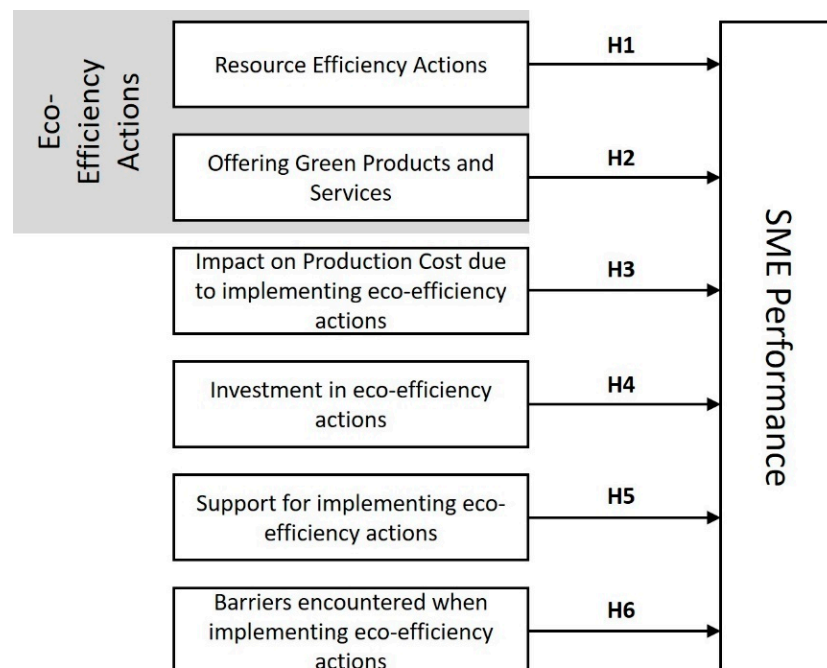 Eco-
Efficiency
Actions
Resource Efficiency Actions
H1
Offering Green Products and
Services
H2
Impact on Production Cost due
to implementing eco-efficiency
actions
H3
Investment in eco-efficiency
actions
H4
Support for implementing eco-
efficiency actions
H5
Barriers encountered when
implementing eco-efficiency
actions
H6
SME Performance